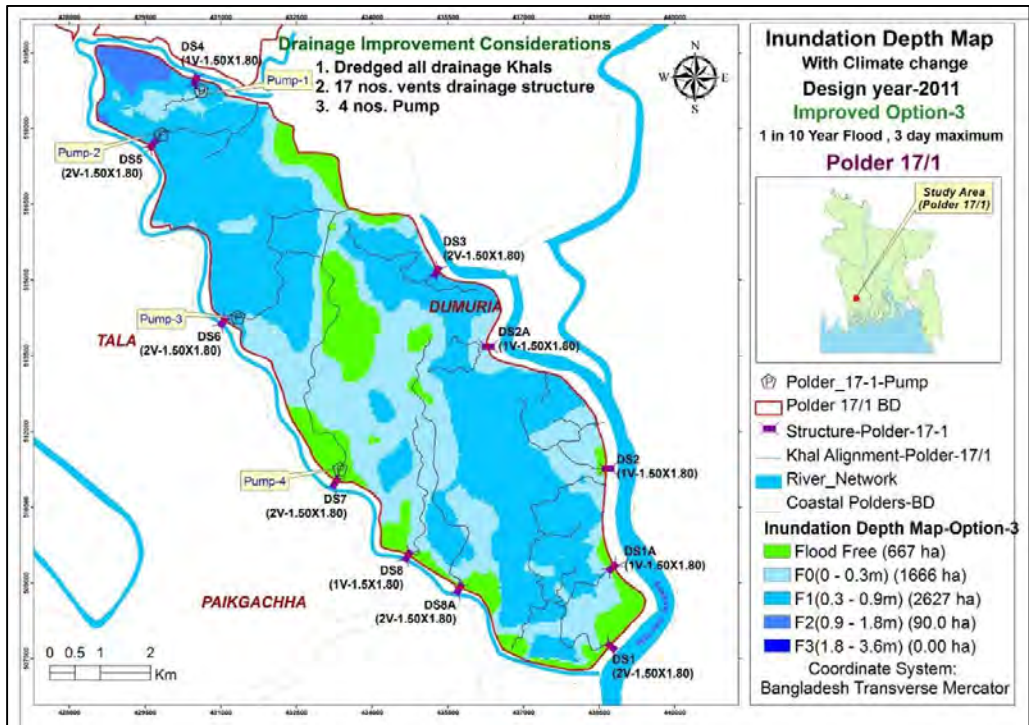 Drainage Improvement Considerations
1. Dredged all drainage Khals
2. 17 nos. vents drainage structure
3. 4 nos. Pump
N
W
E
S
DS4
(1V-1.50X1.80)
Pump-1
Pump-2
DS5
(2V-1.50X1.80)
DS3
(2V-1.50X1.80)
DUMURIA
DS2A
(1V-1.50X1.80)
Pump-3
TALA
DS6
(2V-1.50X1.80)
DS2
(1V-1.50X1.80)
Pump-4
DS7
(2V-1.50X1.80)
DS8
(1V-1.5X1.80)
DS1A
(1V-1.50X1.80)
PAIKGACHHA
DS8A
(2V-1.50X1.80)
DS1
(2V-1.50X1.80)
0 0.5 1 2
Km
Inundation Depth Map
With Climate change
Design year-2011
Improved Option-3
1 in 10 Year Flood , 3 day maximum
Polder 17/1
Study Area
(Polder 17/1)
Polder_17-1-Pump
Polder 17/1 BD
Structure-Polder-17-1
Khal Alignment-Polder-17/1
River_Network
Coastal Polders-BD
Inundation Depth Map-Option-3
Flood Free (667 ha)
F0(0 - 0.3m) (1666 ha)
F1(0.3 - 0.9m) (2627 ha)
F2(0.9 - 1.8m) (90.0 ha)
F3(1.8 - 3.6m) (0.00 ha)
Coordinate System:
Bangladesh Transverse Mercator